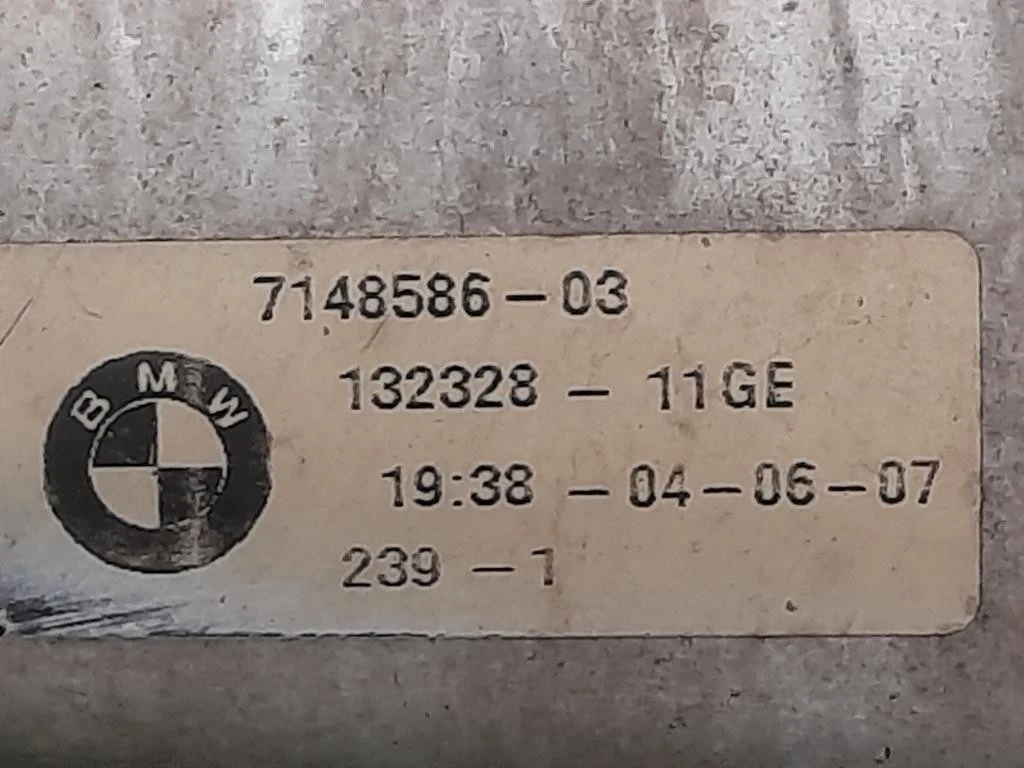 7148586-03
BMW
132328 - 11GE
19:38 -04-06-07
239 -1